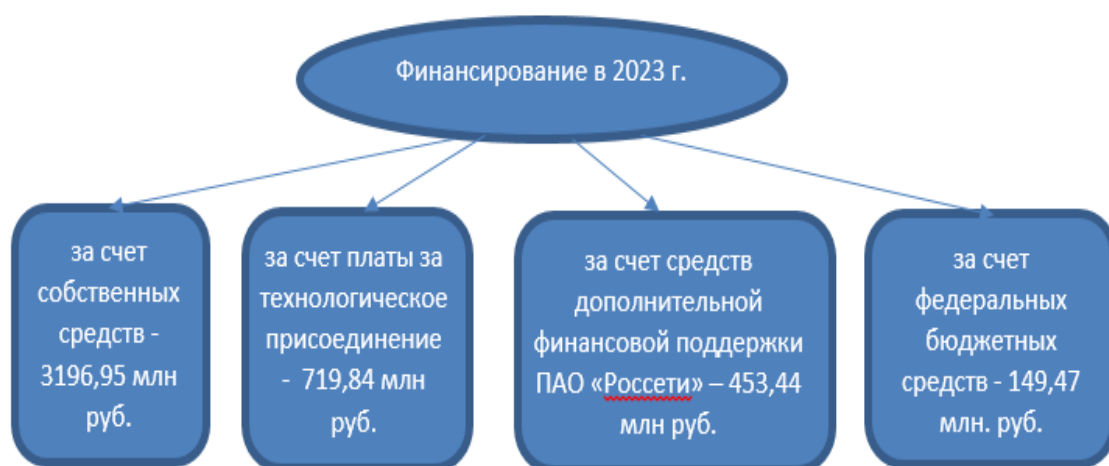 Финансирование в 2023 г.
за счет
собственных
средств -
3196,95 млн
руб.
за счет платы за
технологическое
присоединение
- 719,84 млн
руб.
за счет средств
дополнительной
финансовой поддержки
ПАО «Россети» – 453,44
млн руб.
за счет
федеральных
бюджетных
средств - 149,47
млн. руб.